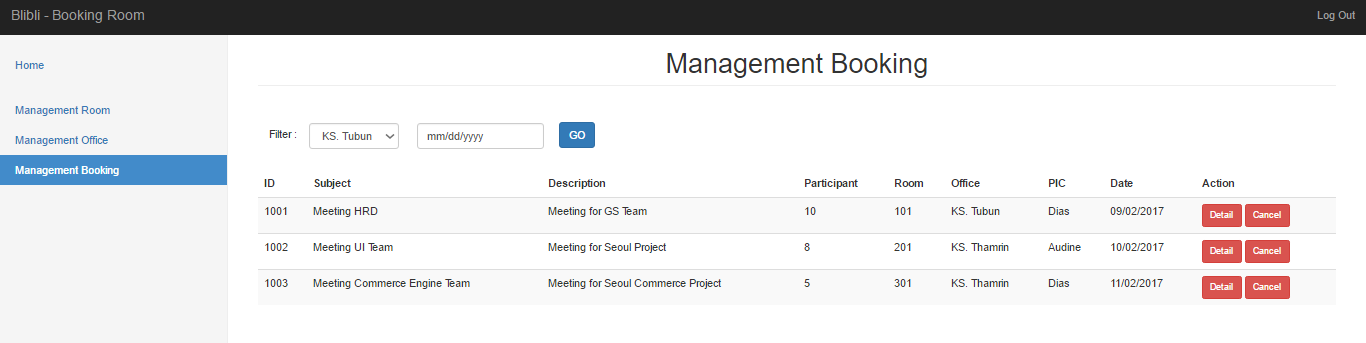 Blibli - Booking Room Log Out
Home
Management Room
Management Office
Management Booking
Management Booking
Filter : KS. Tubun mm/dd/yyyy GO
ID Subject Description Participant Room Office PIC Date Action
1001 Meeting HRD Meeting for GS Team 10 101 KS. Tubun Dias 09/02/2017 Detail Cancel
1002 Meeting UI Team Meeting for Seoul Project 8 201 KS. Thamrin Audine 10/02/2017 Detail Cancel
1003 Meeting Commerce Engine Team Meeting for Seoul Commerce Project 5 301 KS. Thamrin Dias 11/02/2017 Detail Cancel